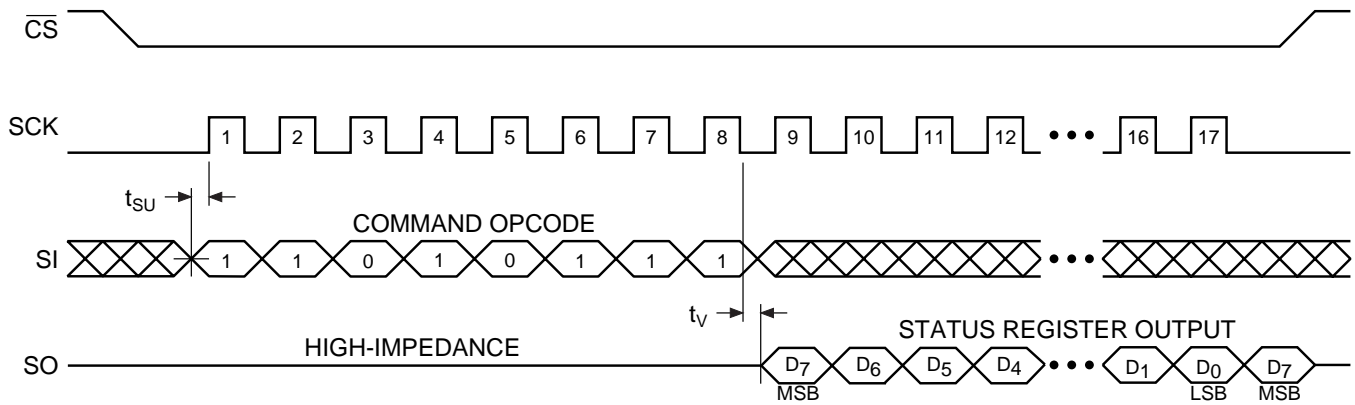 CS
SCK
1 2 3 4 5 6 7 8 9 10 11 12 ••• 16 17
tSU
COMMAND OPCODE
SI
1 1 0 1 0 1 1 1 •••
tV
STATUS REGISTER OUTPUT
HIGH-IMPEDANCE
SO
D7 D6 D5 D4 ••• D1 D0 D7
MSB LSB MSB